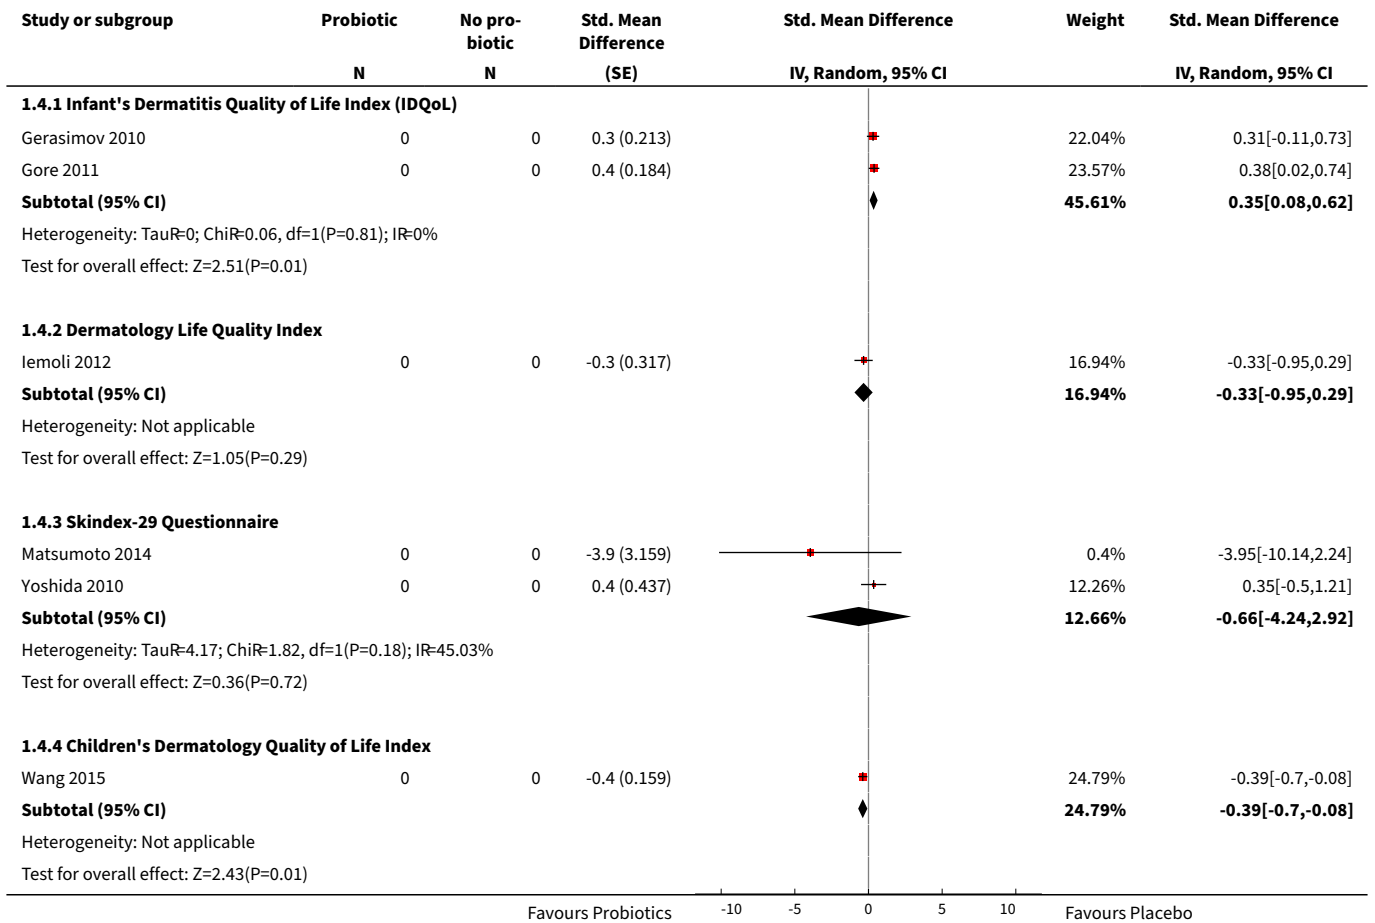 Study or subgroup Probiotic No pro- Std. Mean Std. Mean Difference Weight Std. Mean Difference
biotic Difference
N N (SE) IV, Random, 95% CI IV, Random, 95% CI
1.4.1 Infant's Dermatitis Quality of Life Index (IDQoL)
Gerasimov 2010 0 0 0.3 (0.213) 22.04% 0.31[-0.11,0.73]
Gore 2011 0 0 0.4 (0.184) 23.57% 0.38[0.02,0.74]
Subtotal (95% CI) 45.61% 0.35[0.08,0.62]
Heterogeneity: TauR=0; ChiR=0.06, df=1(P=0.81); IR=0%
Test for overall effect: Z=2.51(P=0.01)
1.4.2 Dermatology Life Quality Index
Iemoli 2012 0 0 -0.3 (0.317) 16.94% -0.33[-0.95,0.29]
Subtotal (95% CI) 16.94% -0.33[-0.95,0.29]
Heterogeneity: Not applicable
Test for overall effect: Z=1.05(P=0.29)
1.4.3 Skindex-29 Questionnaire
Matsumoto 2014 0 0 -3.9 (3.159) 0.4% -3.95[-10.14,2.24]
Yoshida 2010 0 0 0.4 (0.437) 12.26% 0.35[-0.5,1.21]
Subtotal (95% CI) 12.66% -0.66[-4.24,2.92]
Heterogeneity: TauR=4.17; ChiR=1.82, df=1(P=0.18); IR=45.03%
Test for overall effect: Z=0.36(P=0.72)
1.4.4 Children's Dermatology Quality of Life Index
Wang 2015 0 0 -0.4 (0.159) 24.79% -0.39[-0.7,-0.08]
Subtotal (95% CI) 24.79% -0.39[-0.7,-0.08]
Heterogeneity: Not applicable
Test for overall effect: Z=2.43(P=0.01)
Favours Probiotics -10 -5 0 5 10 Favours Placebo